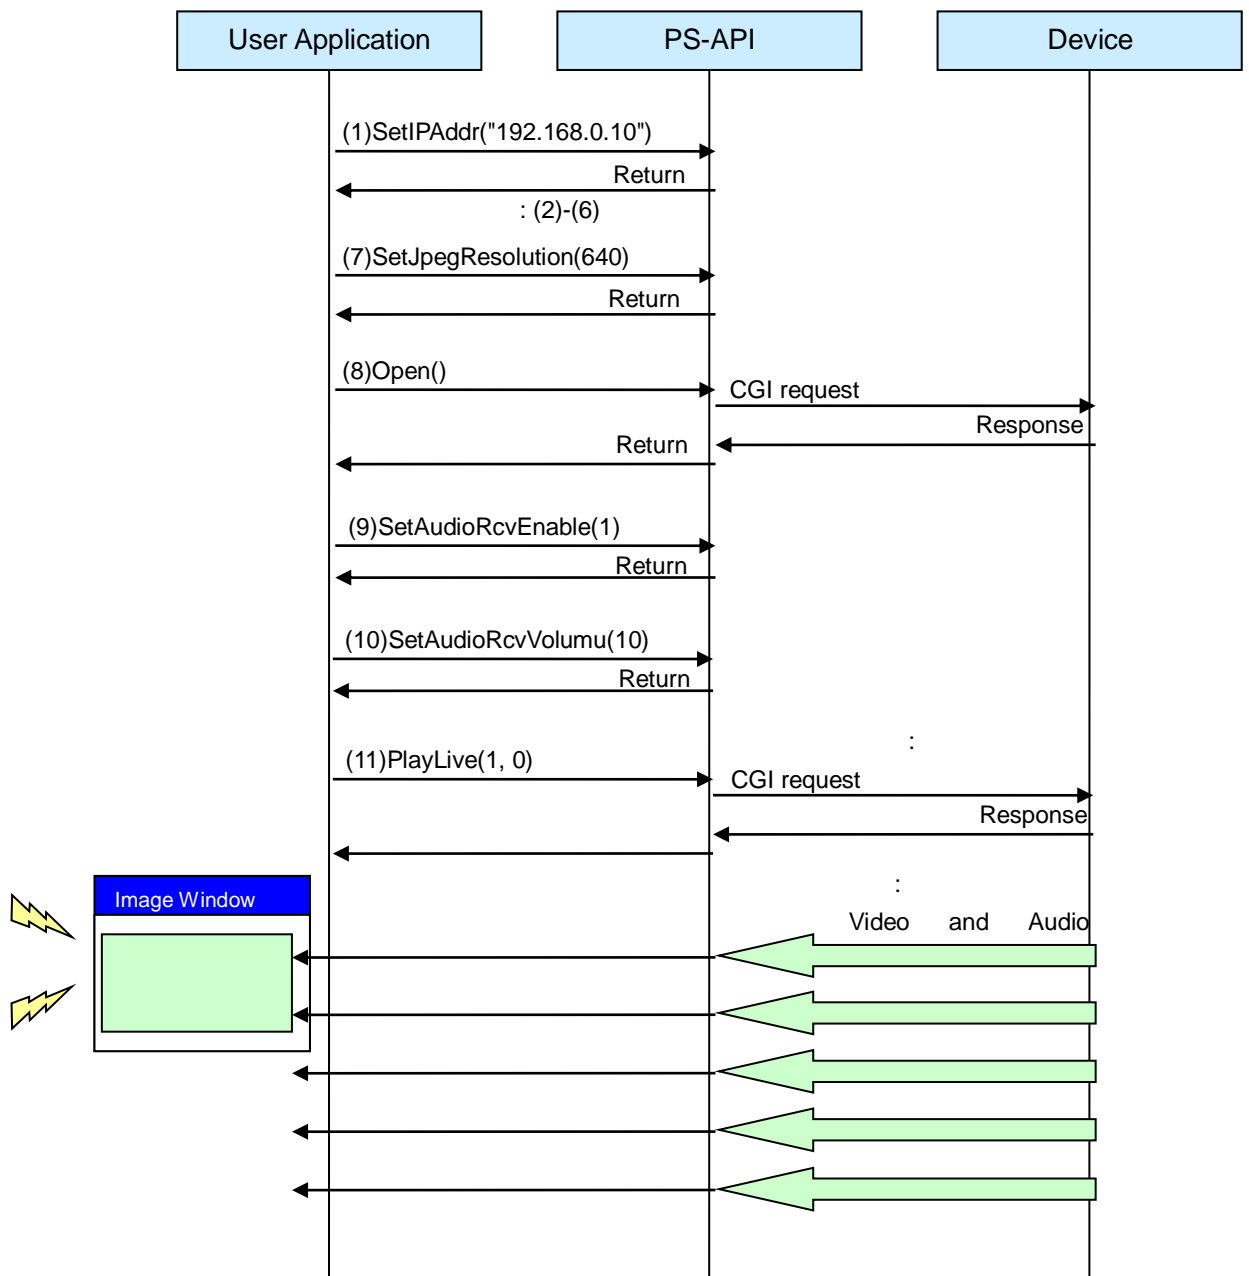 User Application
PS-API
Device
(1)SetIPAddr("192.168.0.10")
Return
: (2)-(6)
(7)SetJpegResolution(640)
Return
(8)Open()
CGI request
Response
Return
(9)SetAudioRcvEnable(1)
Return
(10)SetAudioRcvVolumu(10)
Return
:
(11)PlayLive(1, 0)
CGI request
Response
:
Image Window
Video and Audio